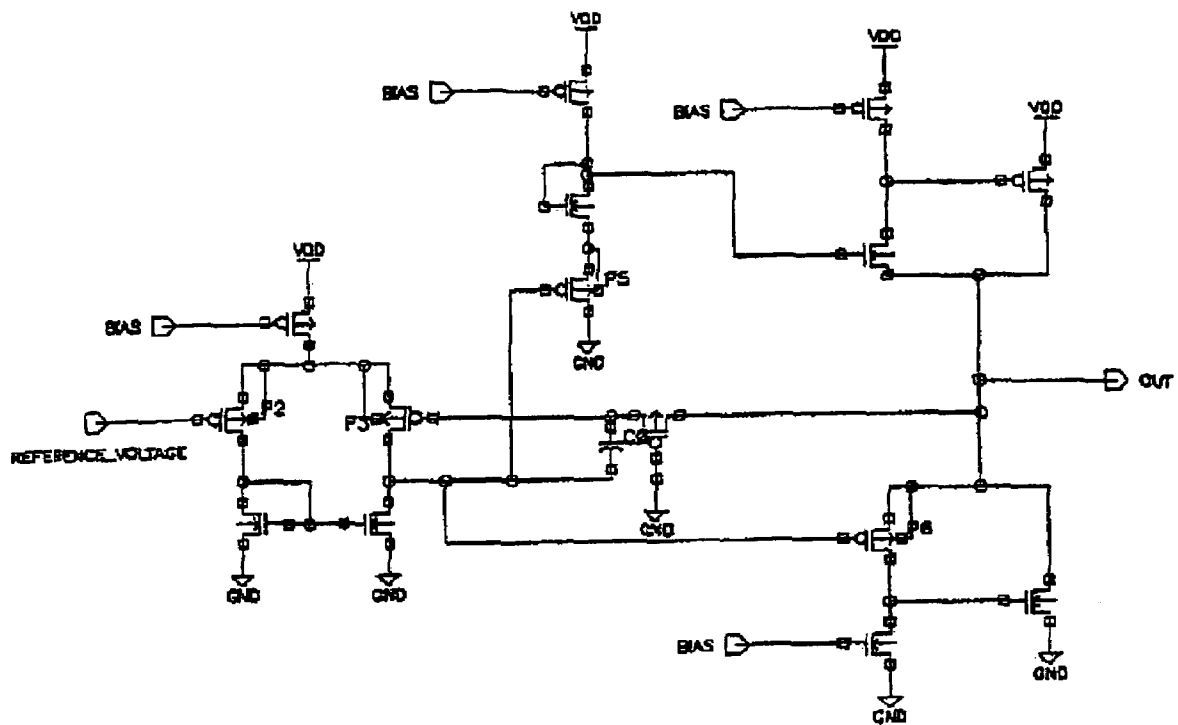 VDD
VDD
BIAS
BIAS
VDD
VDD
P5
BIAS
GND
OUT
P2
P3
REFERENCE_VOLTAGE
GND
P6
GND
GND
BIAS
GND
GND